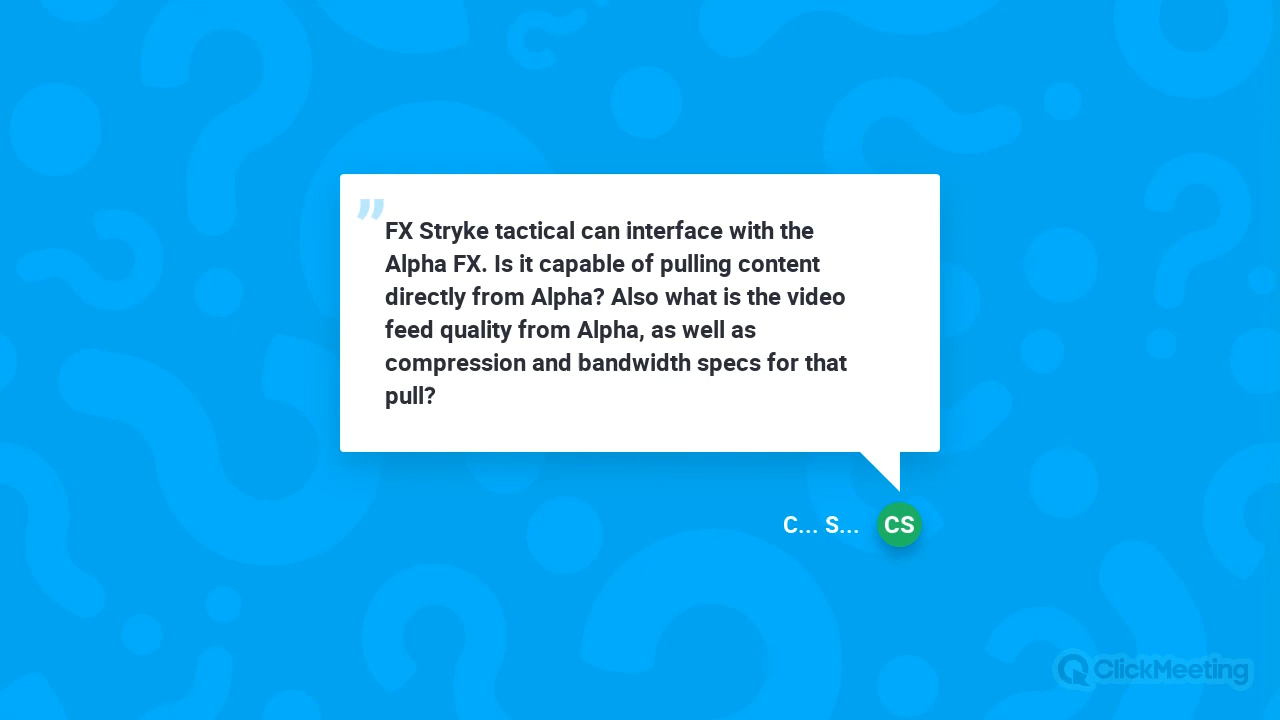 ”
FX Stryke tactical can interface with the
Alpha FX. Is it capable of pulling content
directly from Alpha? Also what is the video
feed quality from Alpha, as well as
compression and bandwidth specs for that
pull?
C... S... CS
ClickMeeting